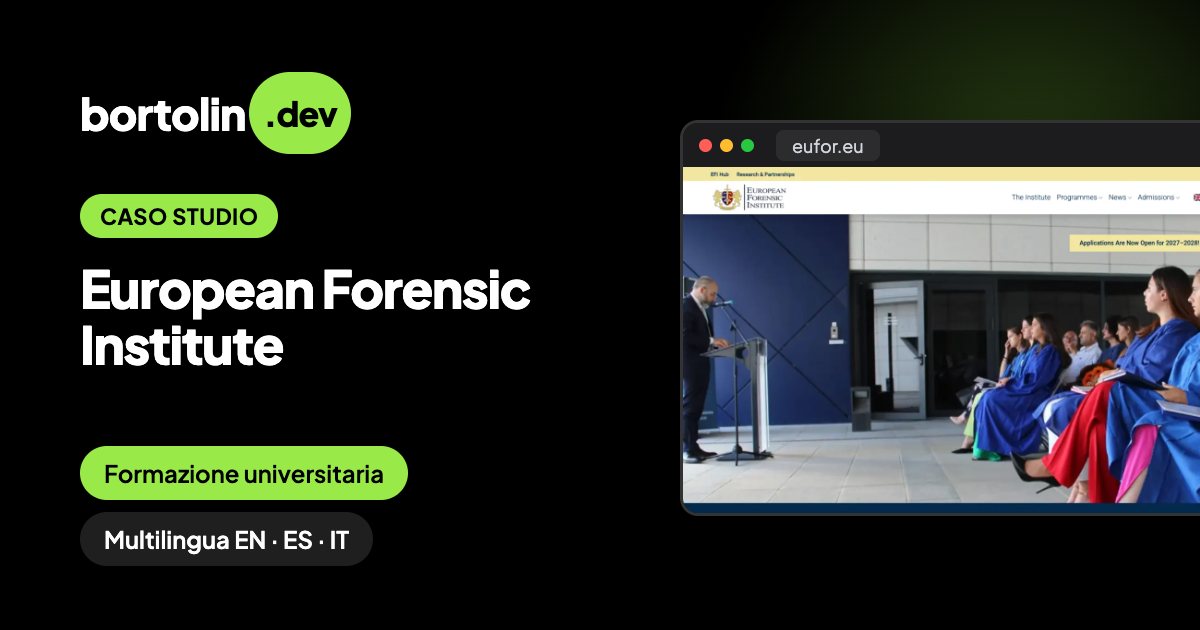 bortolin.dev
CASO STUDIO
European Forensic
Institute
Formazione universitaria
Multilingua EN · ES · IT
eufor.eu
EFI Hub Research & Partnerships
EUROPEAN
FORENSIC
INSTITUTE
The Institute Programmes News Admissions
Applications Are Now Open for 2027–2028!